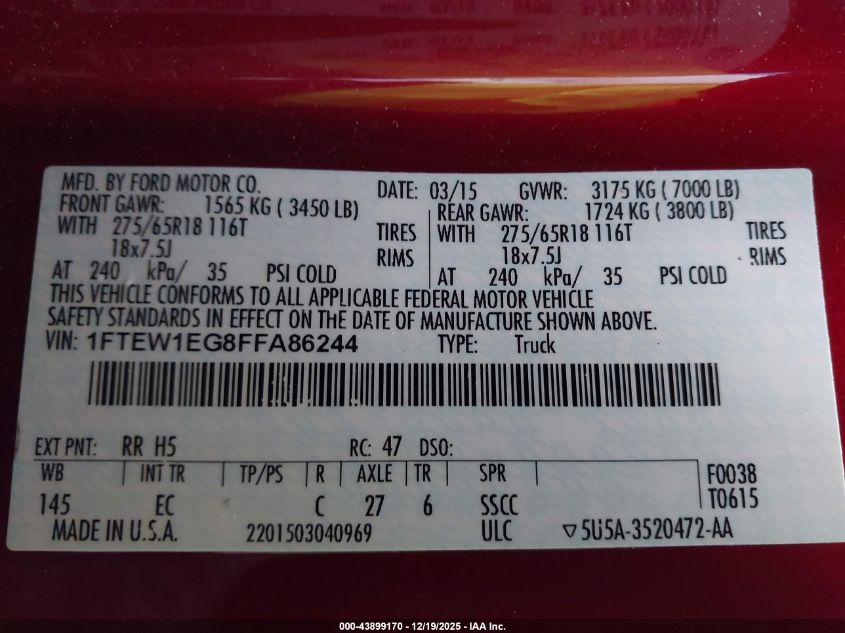 MFD. BY FORD MOTOR CO.
DATE: 03/15 GVWR: 3175 KG ( 7000 LB)
FRONT GAWR: 1565 KG ( 3450 LB) REAR GAWR: 1724 KG ( 3800 LB)
WITH 275/65R18 116T TIRES WITH 275/65R18 116T TIRES
18x7.5J RIMS 18x7.5J RIMS
AT 240 kPa/ 35 PSI COLD AT 240 kPa/ 35 PSI COLD
THIS VEHICLE CONFORMS TO ALL APPLICABLE FEDERAL MOTOR VEHICLE
SAFETY STANDARDS IN EFFECT ON THE DATE OF MANUFACTURE SHOWN ABOVE.
VIN: 1FTEW1EG8FFA86244 TYPE: Truck
EXT PNT: RR H5 RC: 47 DSO:
WB INT TR TP/PS R AXLE TR SPR F0038
145 EC C 27 6 SSCC T0615
MADE IN U.S.A. 2201503040969 ULC ▽5U5A-3520472-AA
000-43899170 - 12/19/2025 - IAA Inc.